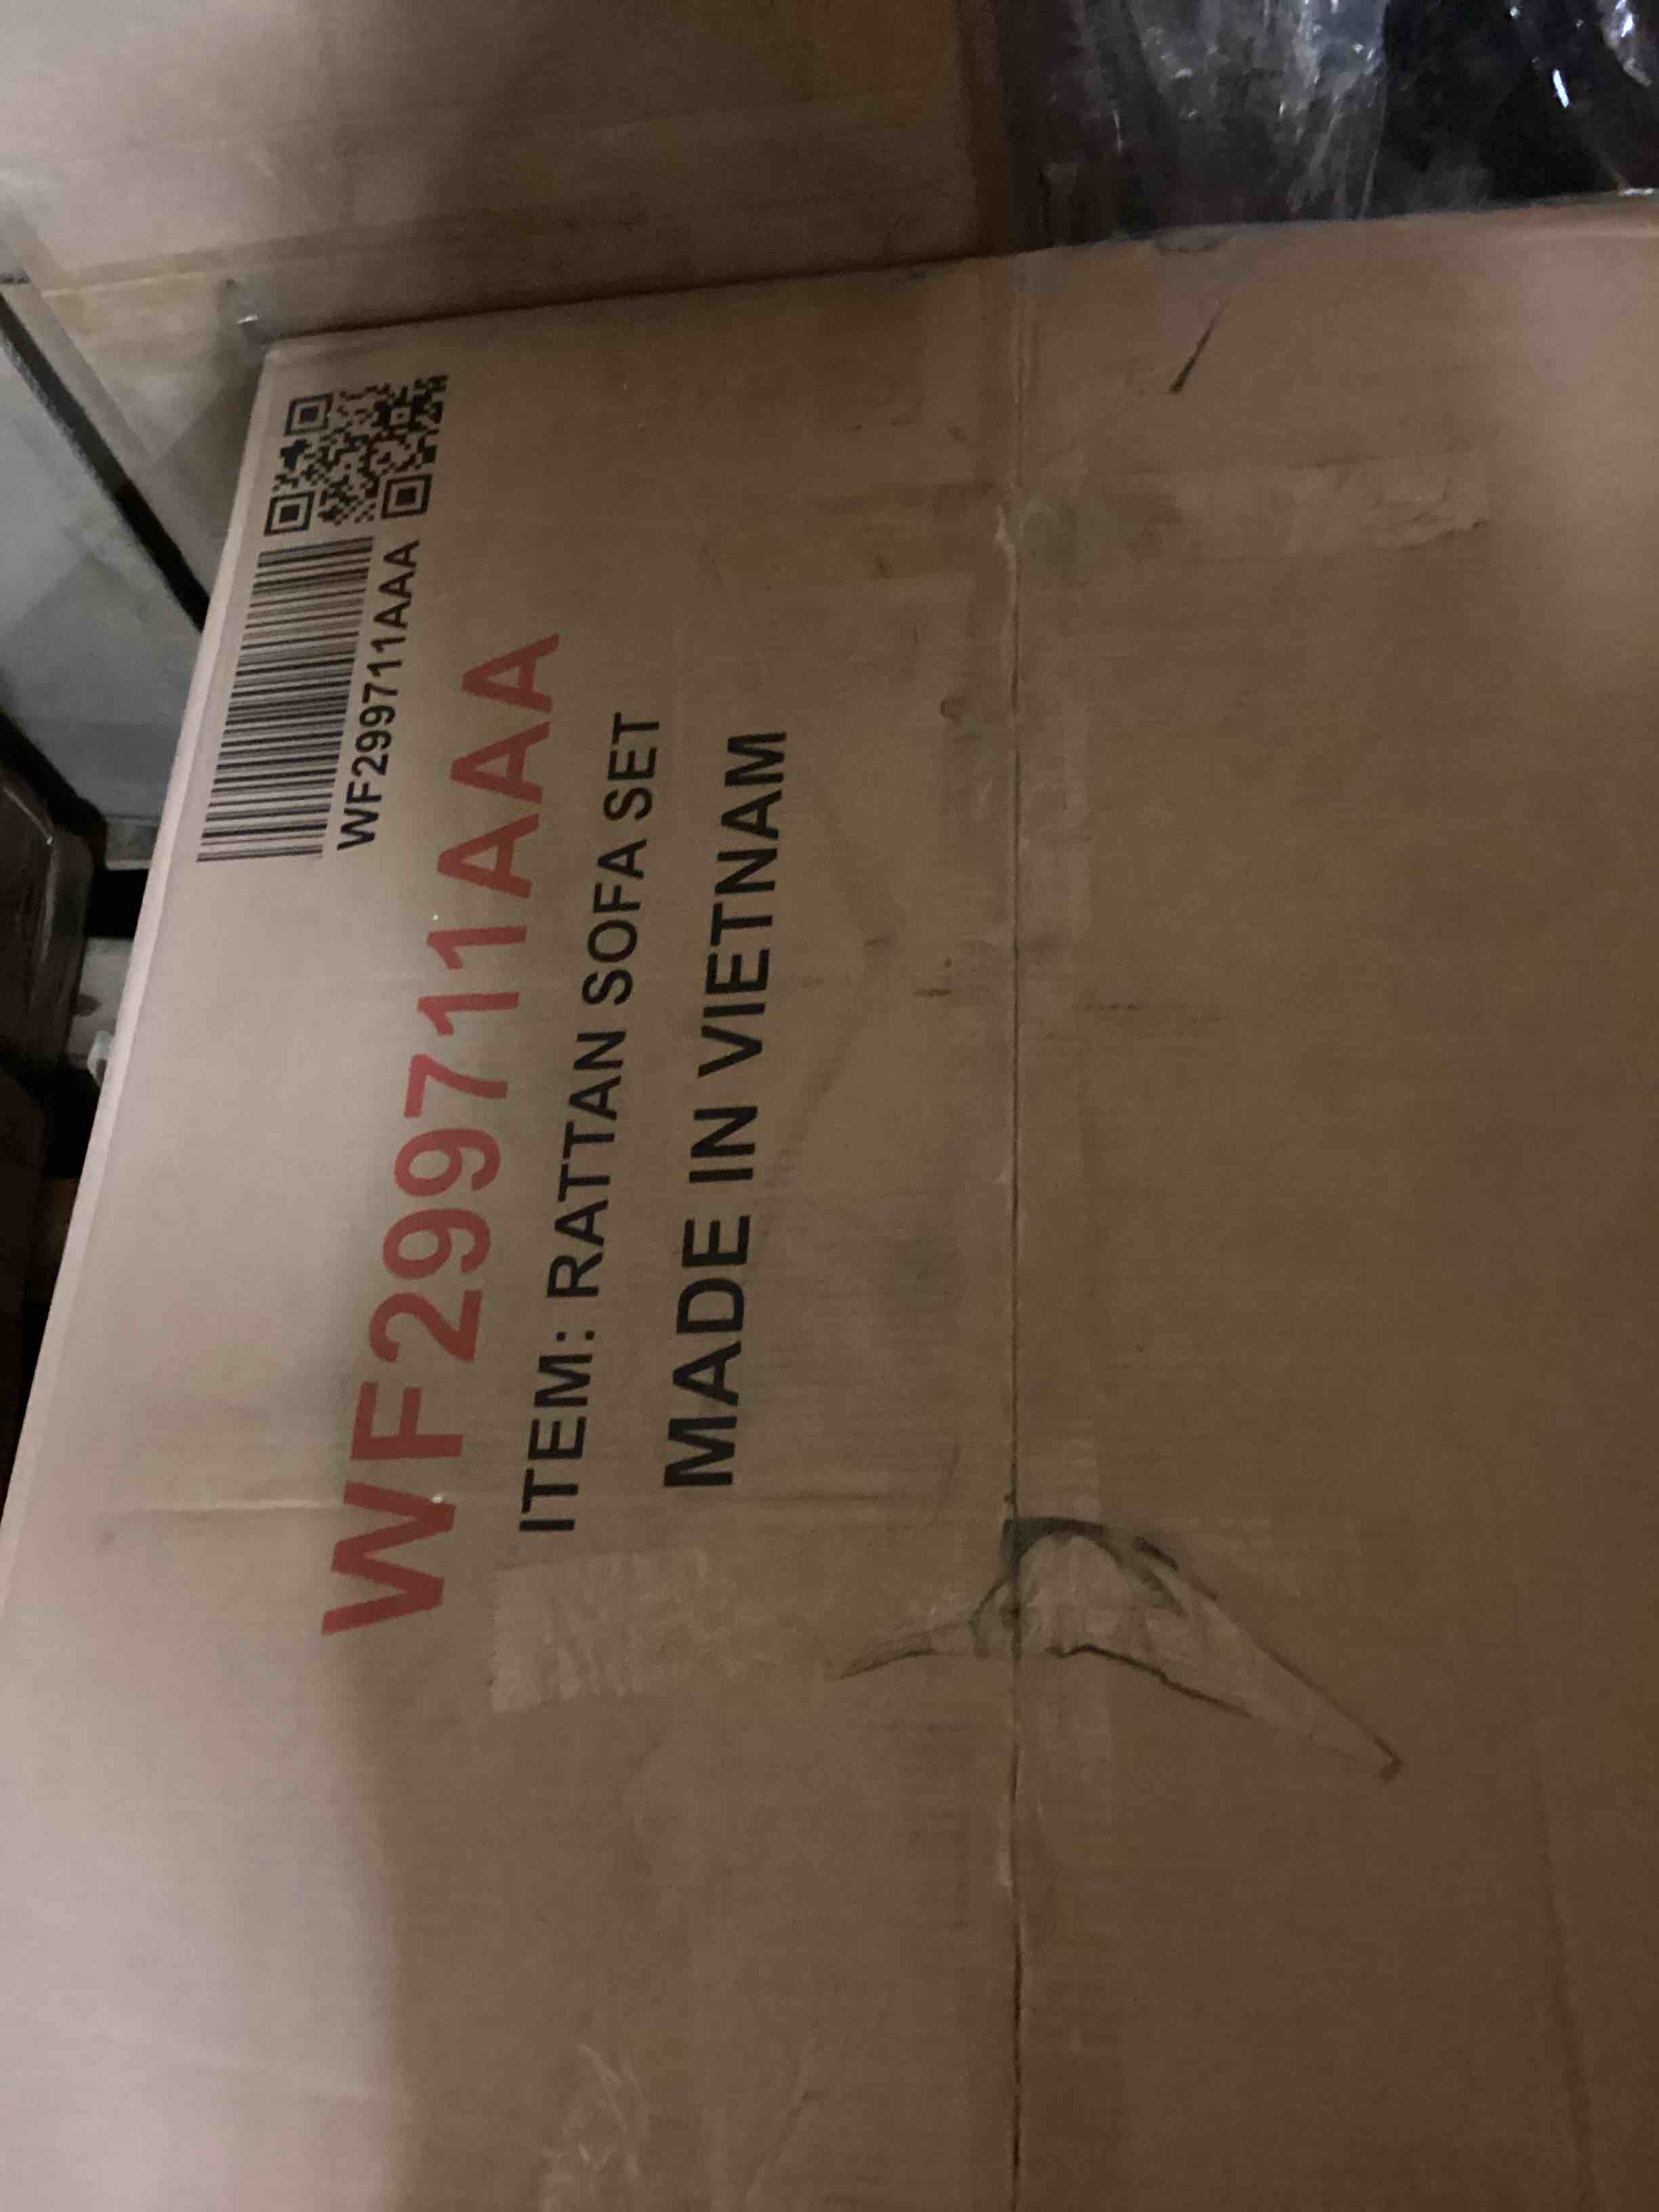 WF299711AAA
WF299711AAA
ITEM: RATTAN SOFA SET
MADE IN VIETNAM